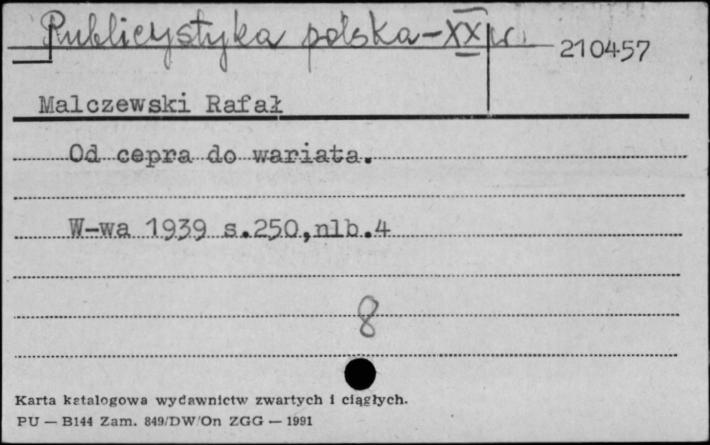 Publicystyka polska-XX w. 210457
Malczewski Rafał
Od cepra do wariata.
W-wa 1939 s.250,nlb.4
8
Karta katalogowa wydawnictw zwartych i ciągłych.
PU — B144 Zam. 849/DW/On ZGG — 1991